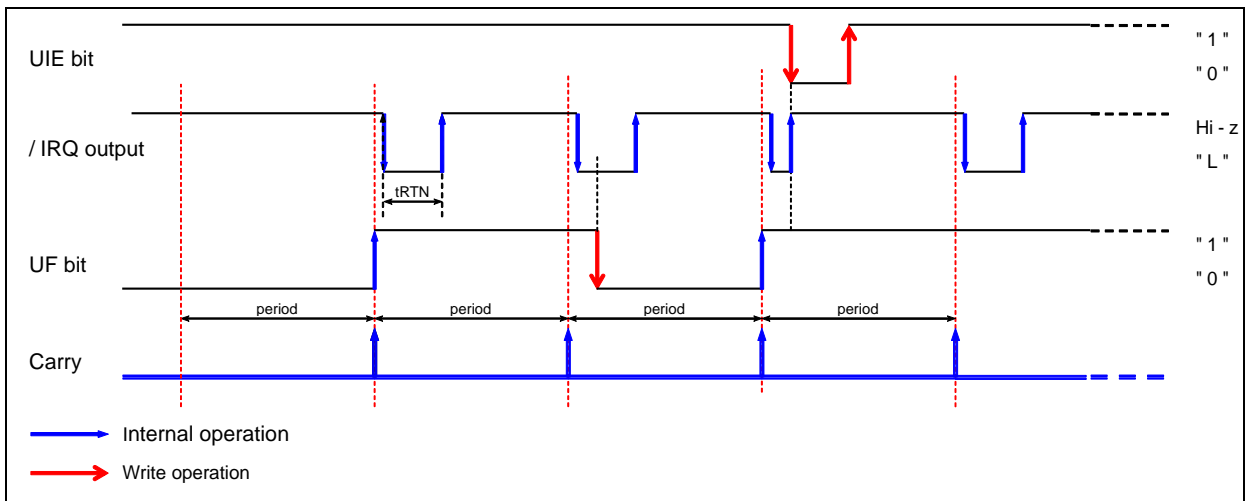 UIE bit
" 1 "
" 0 "
/ IRQ output
Hi - z
" L "
tRTN
UF bit
" 1 "
" 0 "
period period period period
Carry
Internal operation
Write operation